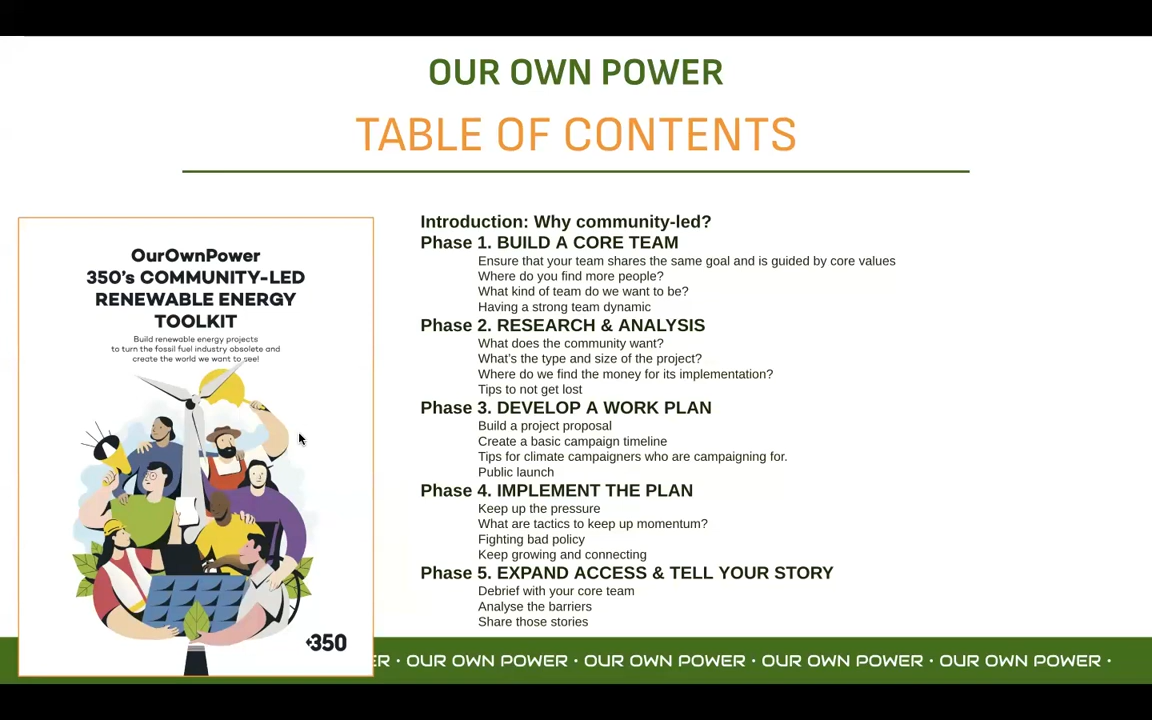 OUR OWN POWER
TABLE OF CONTENTS
OurOwnPower
350's COMMUNITY-LED
RENEWABLE ENERGY
TOOLKIT
Build renewable energy projects
to turn the fossil fuel industry obsolete and
create the world we want to see!
350
Introduction: Why community-led?
Phase 1. BUILD A CORE TEAM
Ensure that your team shares the same goal and is guided by core values
Where do you find more people?
What kind of team do we want to be?
Having a strong team dynamic
Phase 2. RESEARCH & ANALYSIS
What does the community want?
What's the type and size of the project?
Where do we find the money for its implementation?
Tips to not get lost
Phase 3. DEVELOP A WORK PLAN
Build a project proposal
Create a basic campaign timeline
Tips for climate campaigners who are campaigning for.
Public launch
Phase 4. IMPLEMENT THE PLAN
Keep up the pressure
What are tactics to keep up momentum?
Fighting bad policy
Keep growing and connecting
Phase 5. EXPAND ACCESS & TELL YOUR STORY
Debrief with your core team
Analyse the barriers
Share those stories
ER · OUR OWN POWER · OUR OWN POWER · OUR OWN POWER · OUR OWN POWER ·